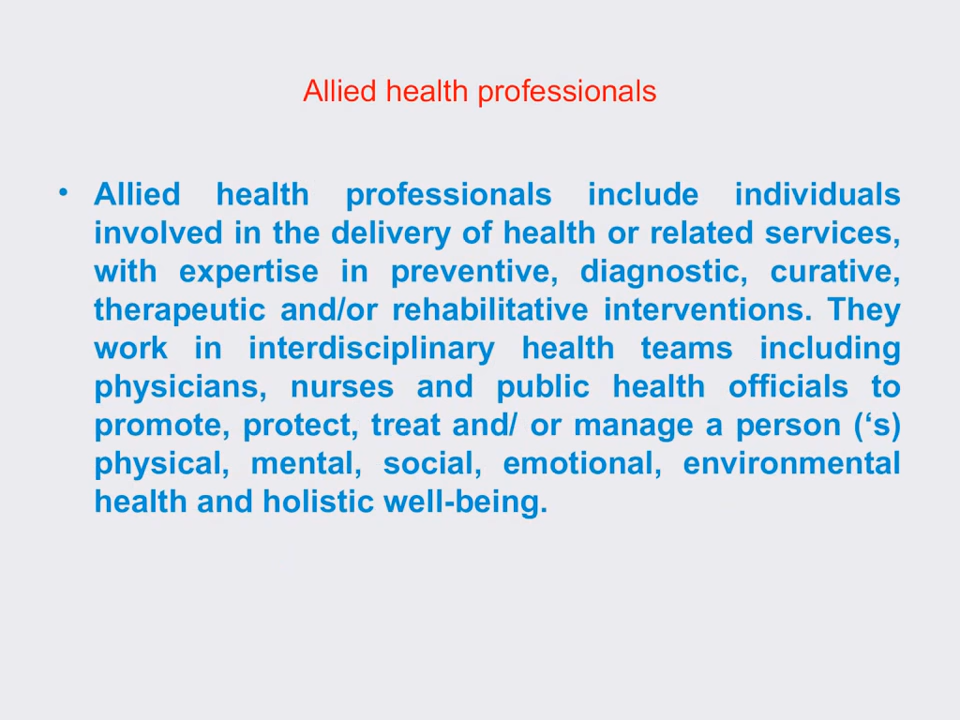 Allied health professionals
• Allied health professionals include individuals
involved in the delivery of health or related services,
with expertise in preventive, diagnostic, curative,
therapeutic and/or rehabilitative interventions. They
work in interdisciplinary health teams including
physicians, nurses and public health officials to
promote, protect, treat and/ or manage a person (‘s)
physical, mental, social, emotional, environmental
health and holistic well-being.